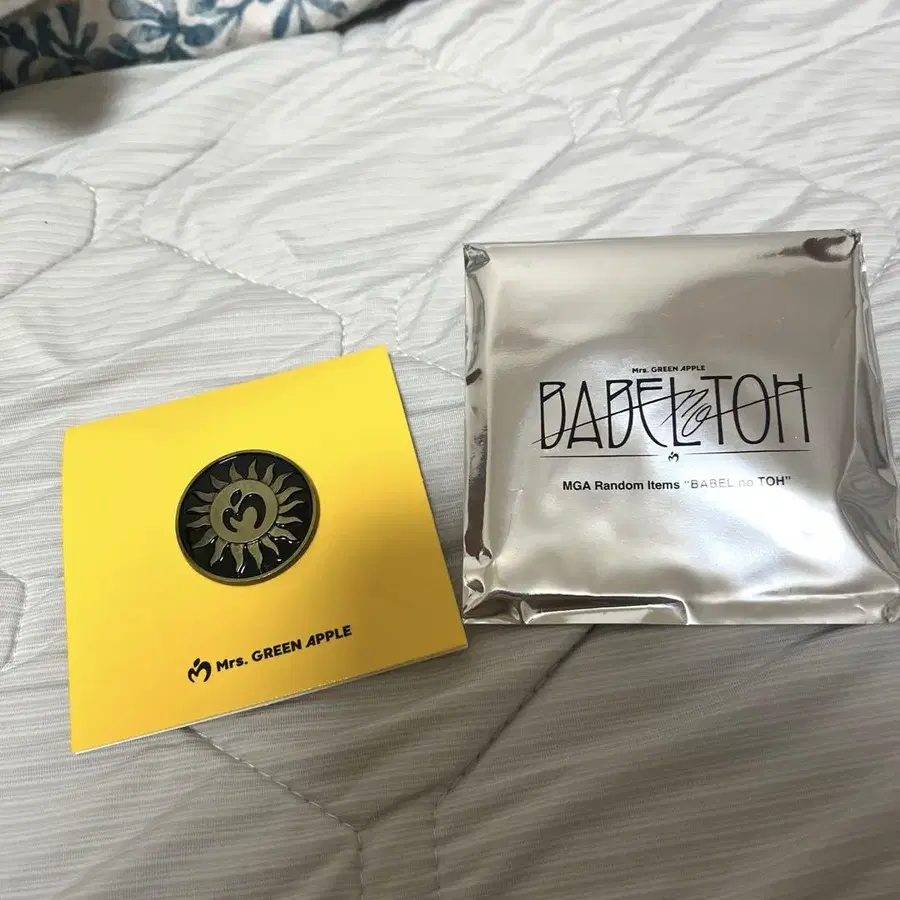 Mrs. GREEN APPLE
Mrs. GREEN APPLE
BABEL no TOH
MGA Random Items "BABEL no TOH"